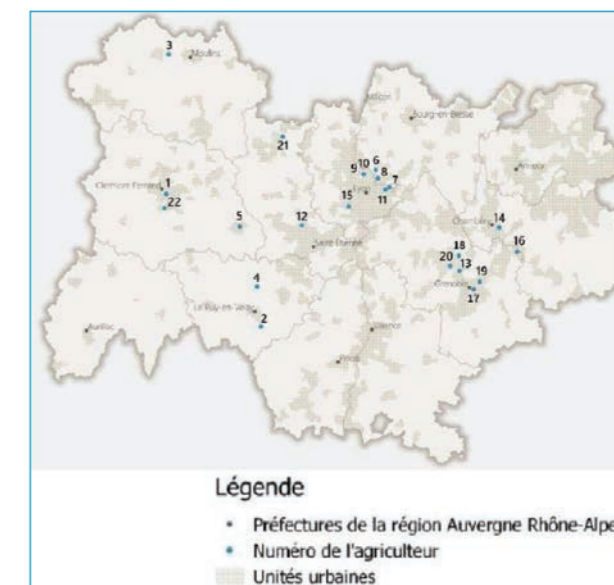 3
Moulins
Mâcon
Bourg-en-Bresse
21
9 10 6
8
7
Lyon
11
Annecy
Clermont-Ferrand
1
22
15
5
12
Saint-Etienne
Chambéry
14
16
18
20
13
19
Grenoble
17
4
Le Puy-en-Velay
2
Aurillac
Valence
Privas
Légende
Préfectures de la région Auvergne Rhône-Alpe
Numéro de l'agriculteur
Unités urbaines